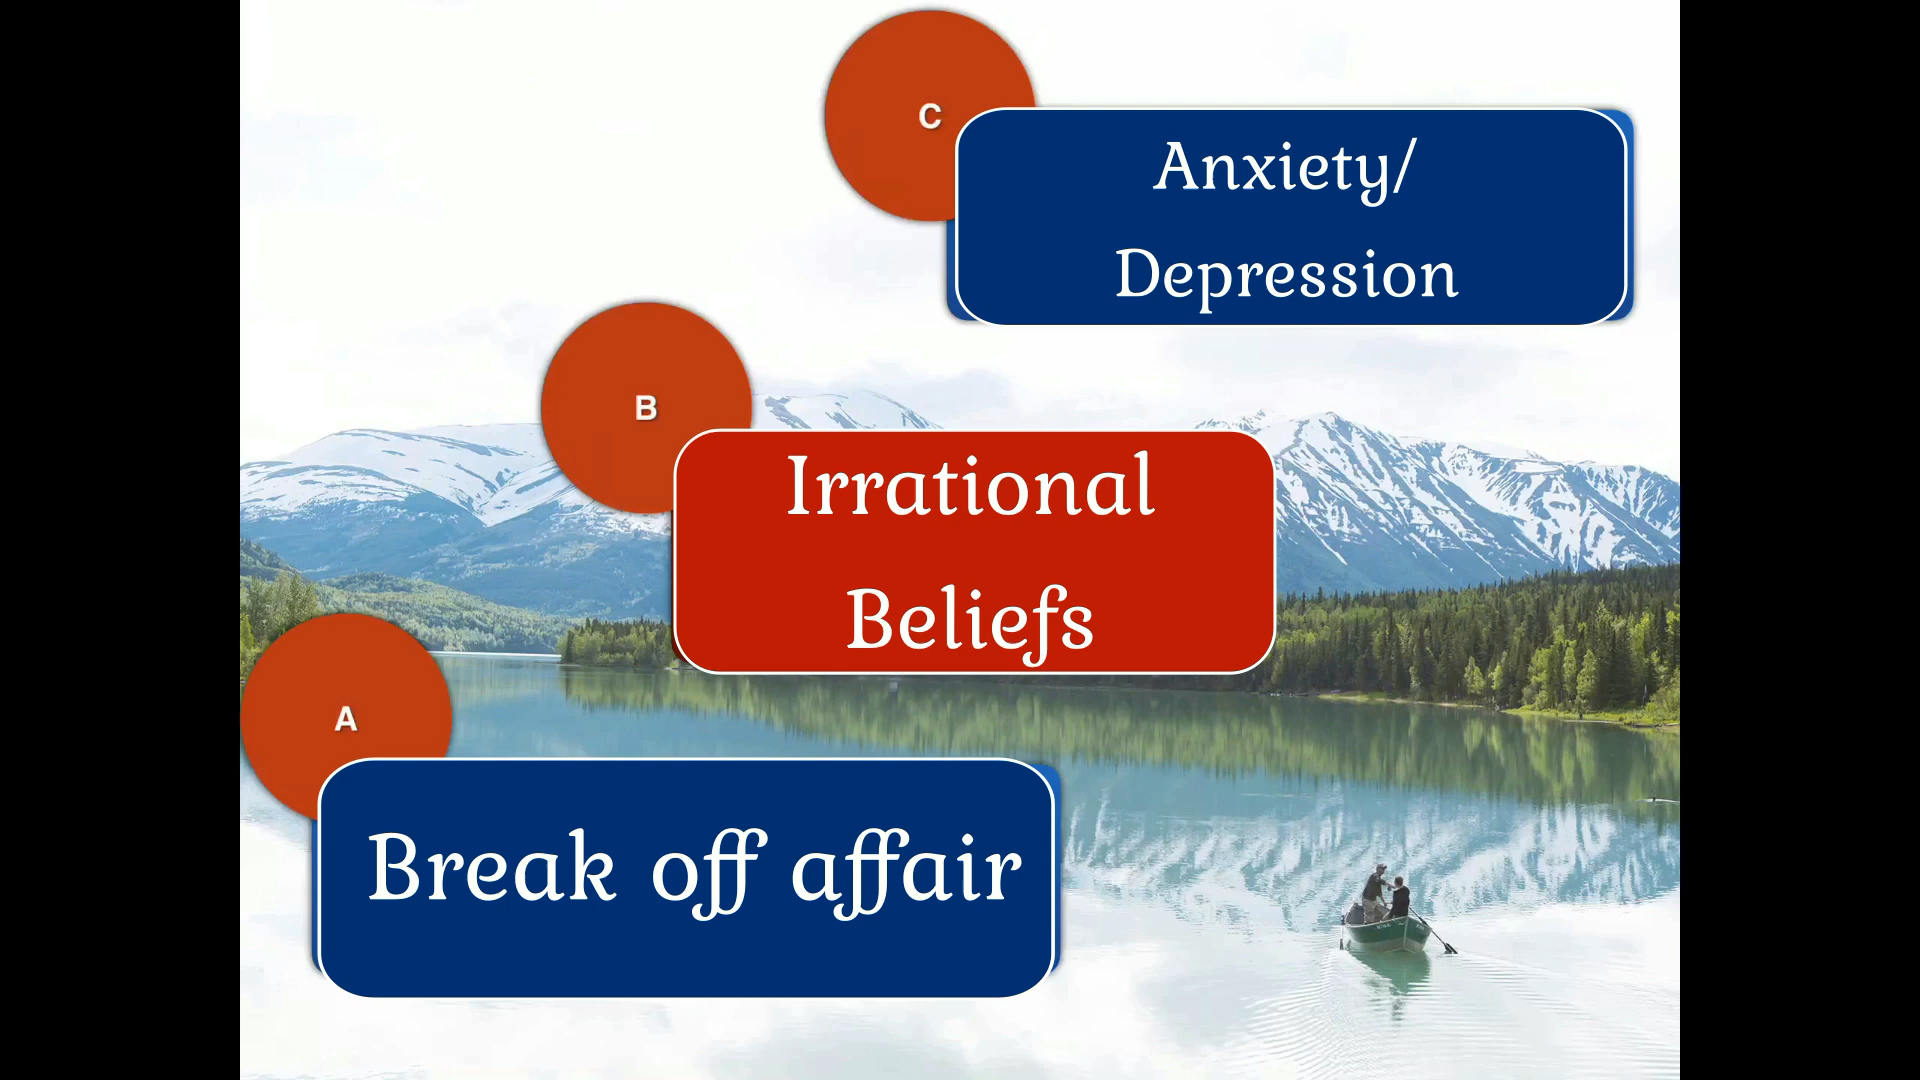 C
Anxiety/
Depression
B
Irrational
Beliefs
A
Break off affair